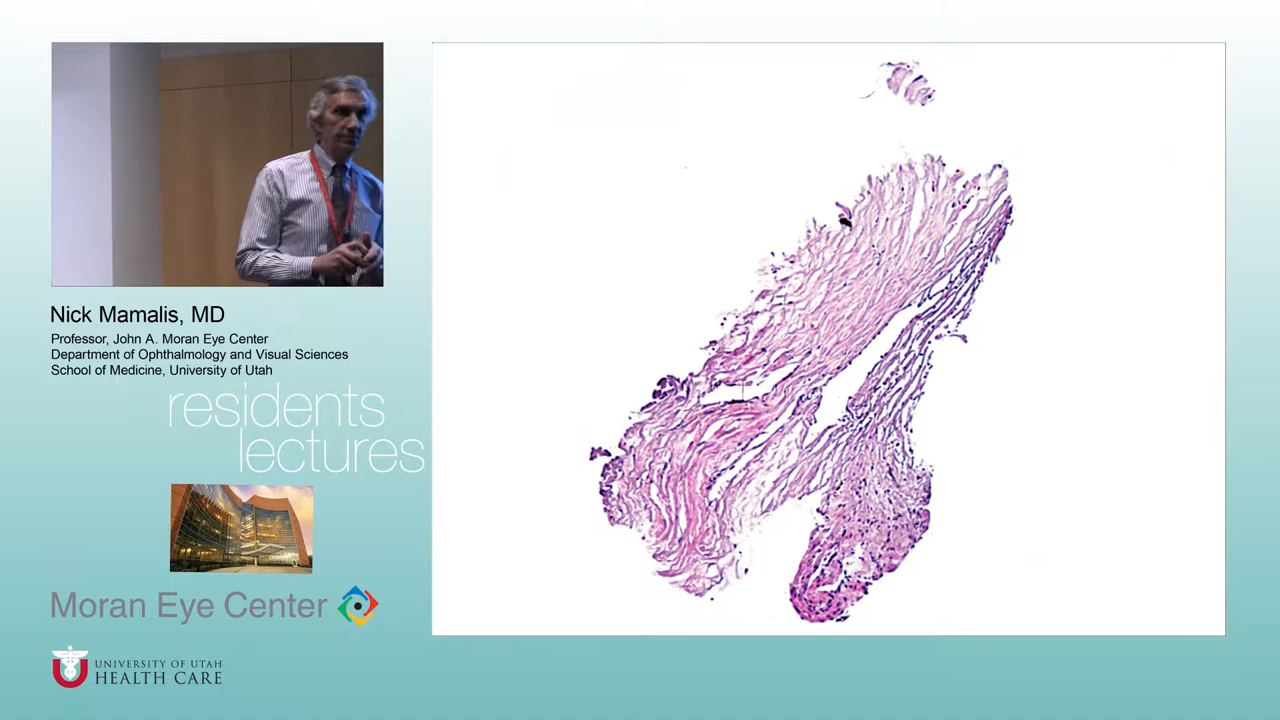 Nick Mamalis, MD
Professor, John A. Moran Eye Center
Department of Ophthalmology and Visual Sciences
School of Medicine, University of Utah
residents
lectures
Moran Eye Center
UNIVERSITY OF UTAH
HEALTH CARE